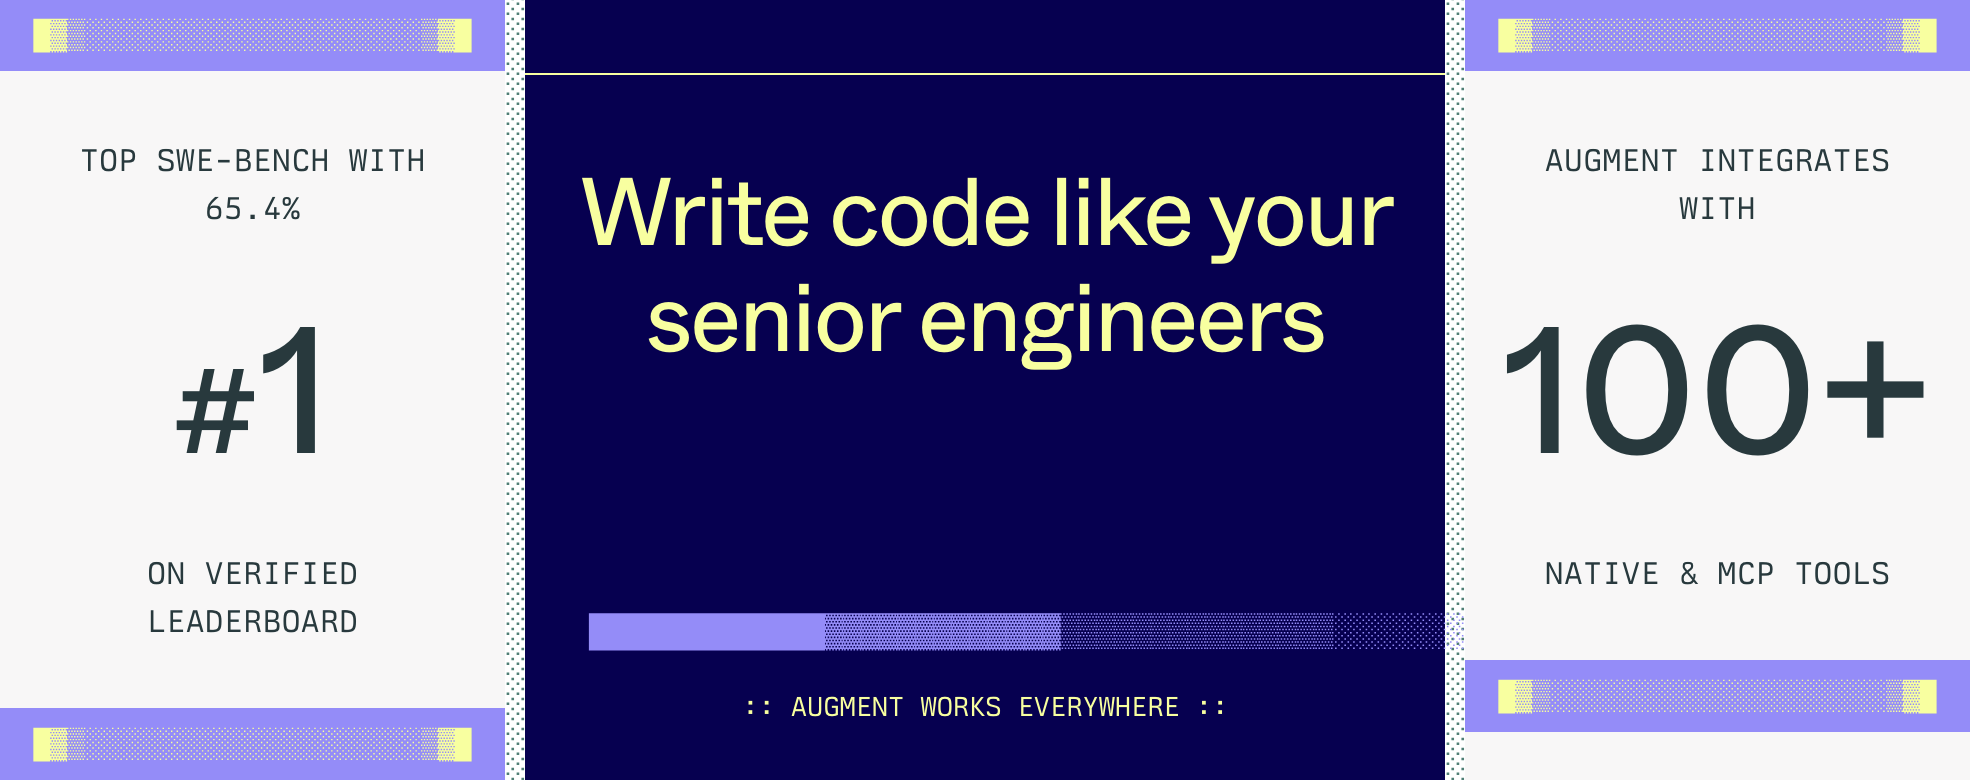 TOP SWE-BENCH WITH
65.4%
#1
ON VERIFIED
LEADERBOARD
Write code like your
senior engineers
:: AUGMENT WORKS EVERYWHERE ::
AUGMENT INTEGRATES
WITH
100+
NATIVE & MCP TOOLS